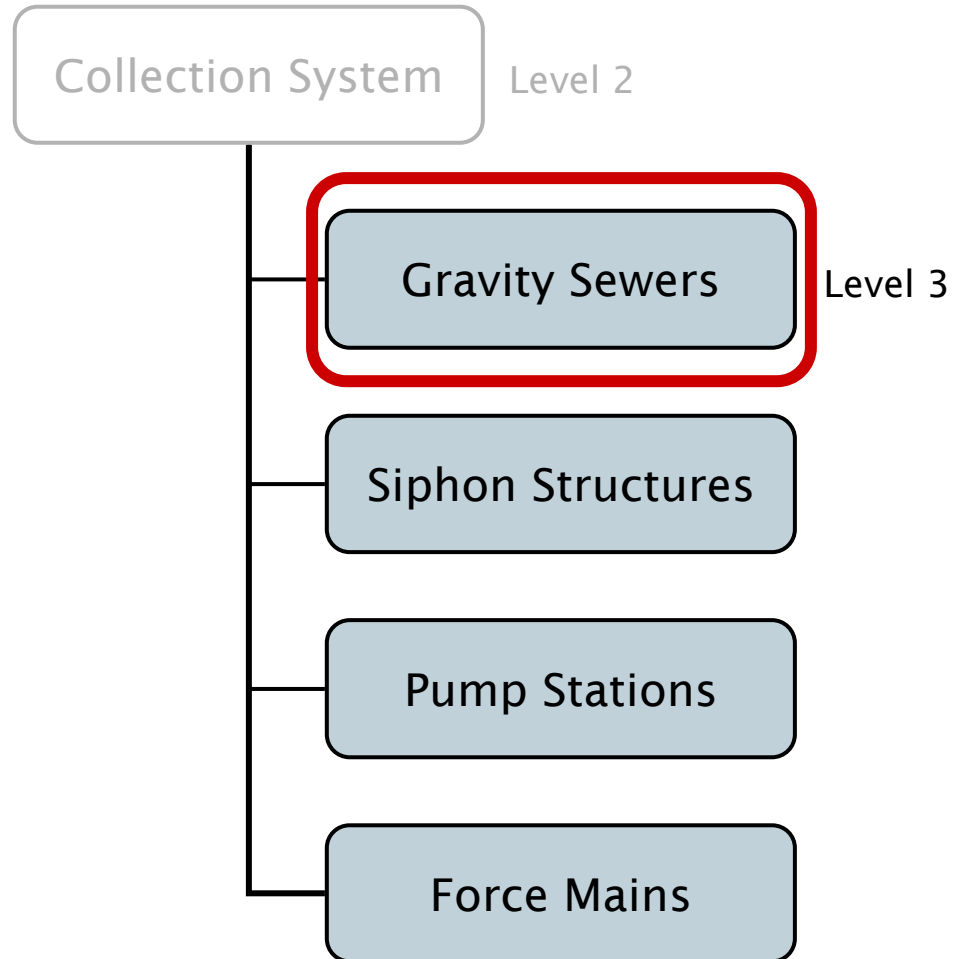 Collection System
Level 2
Gravity Sewers
Level 3
Siphon Structures
Pump Stations
Force Mains